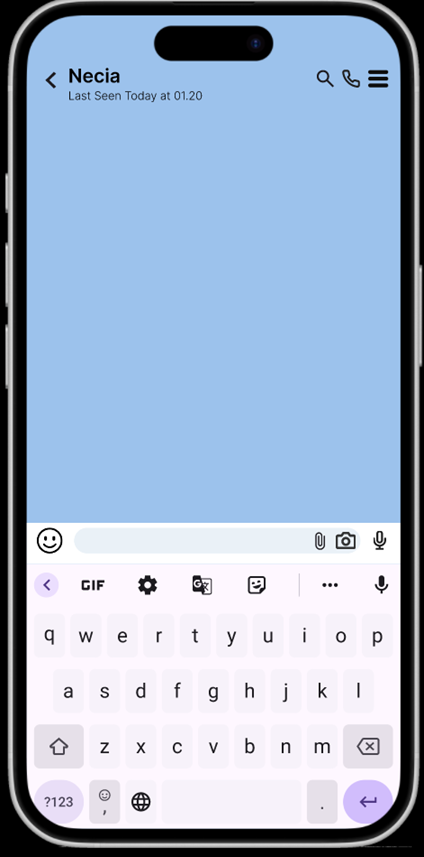 Necia
Last Seen Today at 01.20
GIF
q w e r t y u i o p
a s d f g h j k l
z x c v b n m
?123 , .